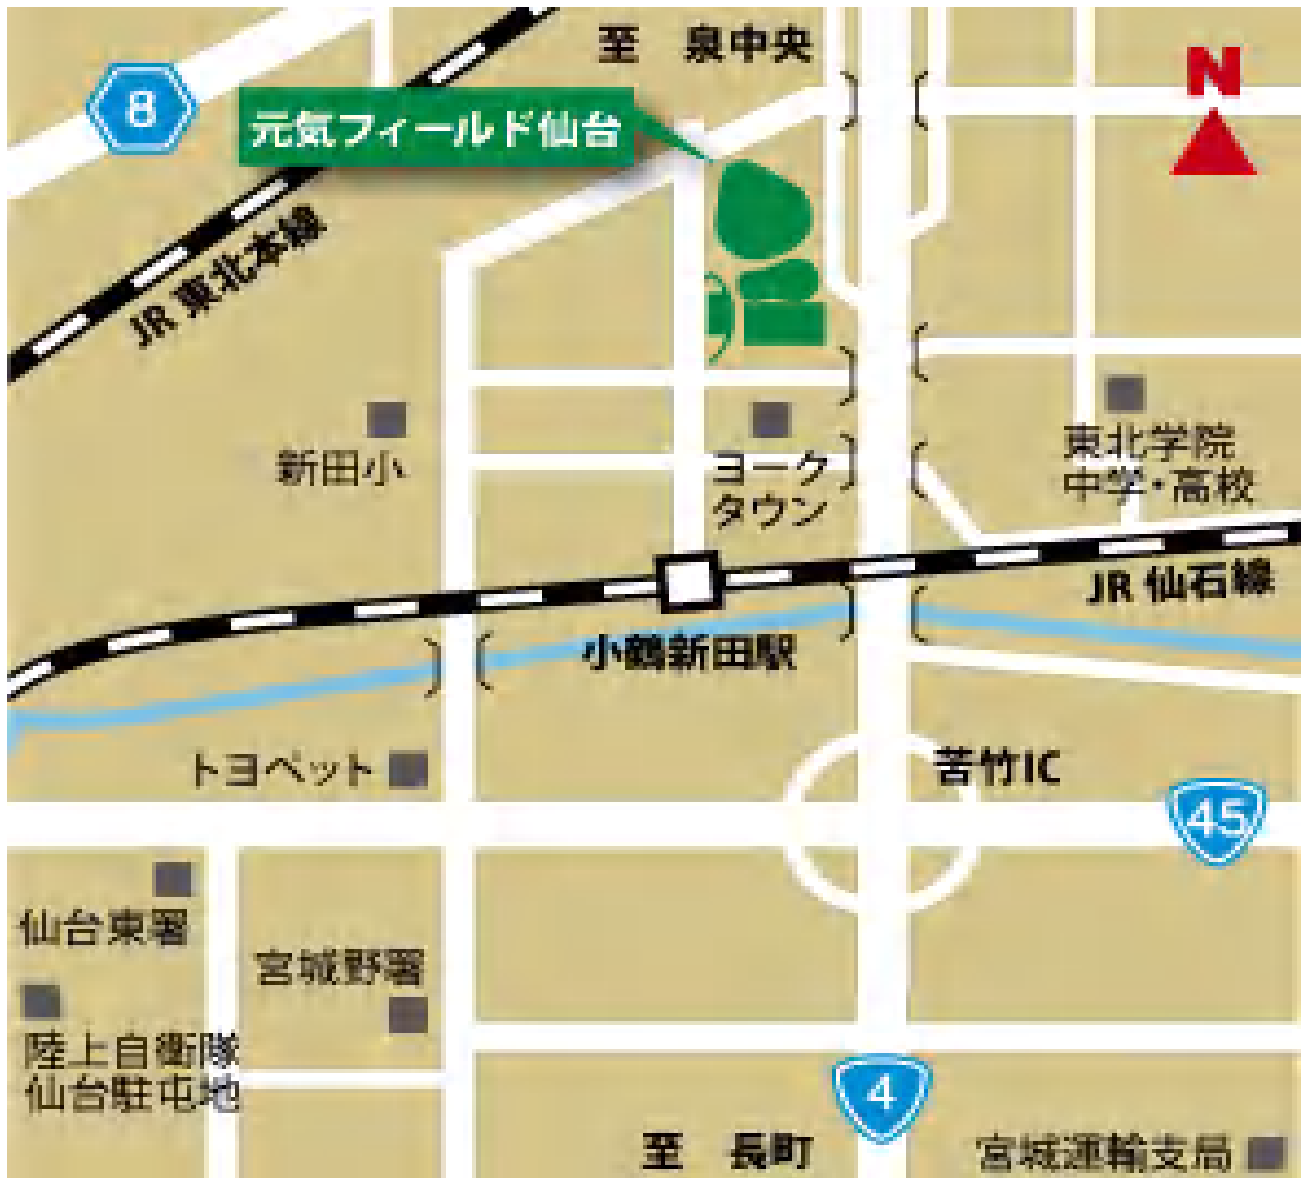 至 泉中央
N
8
元気フィールド仙台
JR 東北本線
新田小
ヨーク
タウン
東北学院
中学・高校
JR 仙石線
小鶴新田駅
トヨペット
苦竹IC
45
仙台東署
宮城野署
陸上自衛隊
仙台駐屯地
4
至 長町
宮城運輸支局